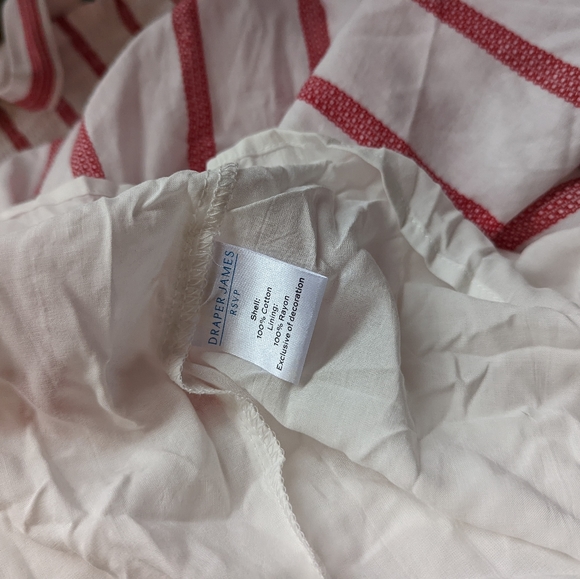 DRAPER JAMES
RSVP
Shell:
100% Cotton
Lining:
100% Rayon
Exclusive of decoration